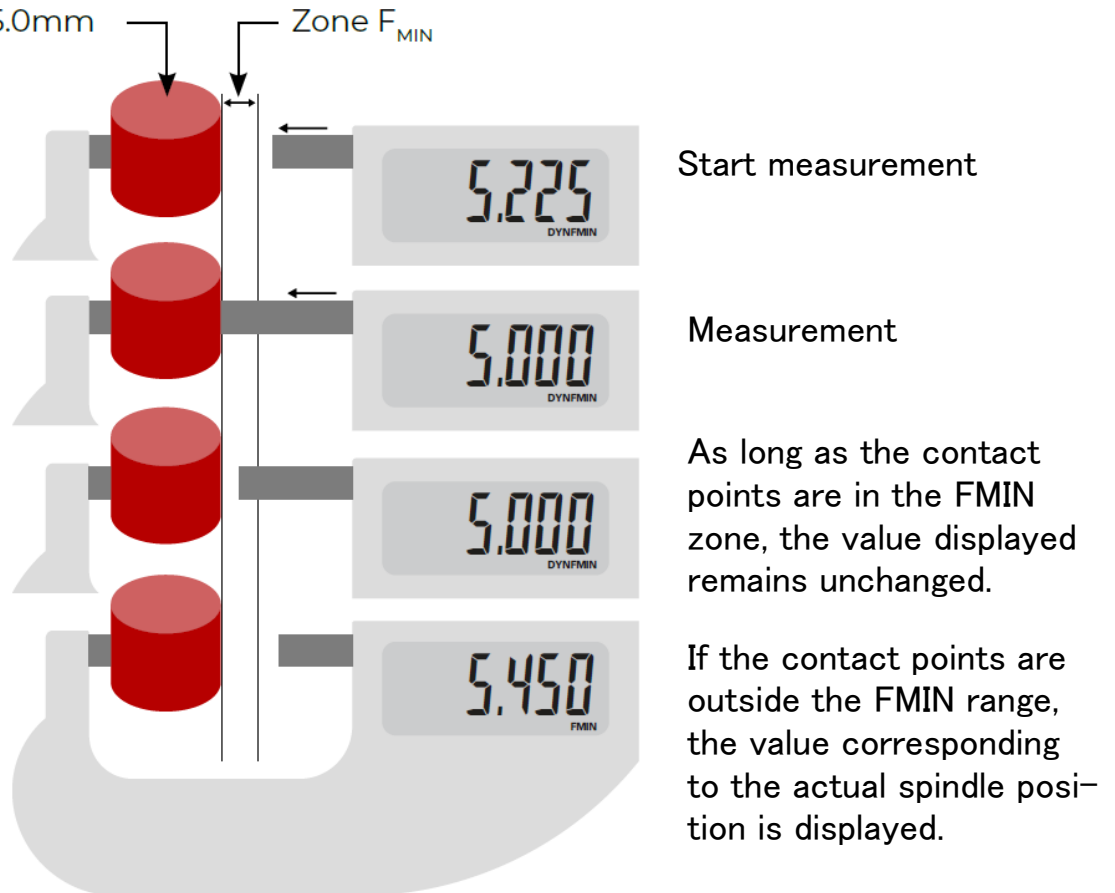 5.0mm
Zone FMIN
5.225
DYNFMIN
Start measurement
5.000
DYNFMIN
Measurement
5.000
DYNFMIN
As long as the contact
points are in the FMIN
zone, the value displayed
remains unchanged.
5.450
FMIN
If the contact points are
outside the FMIN range,
the value corresponding
to the actual spindle posi-
tion is displayed.